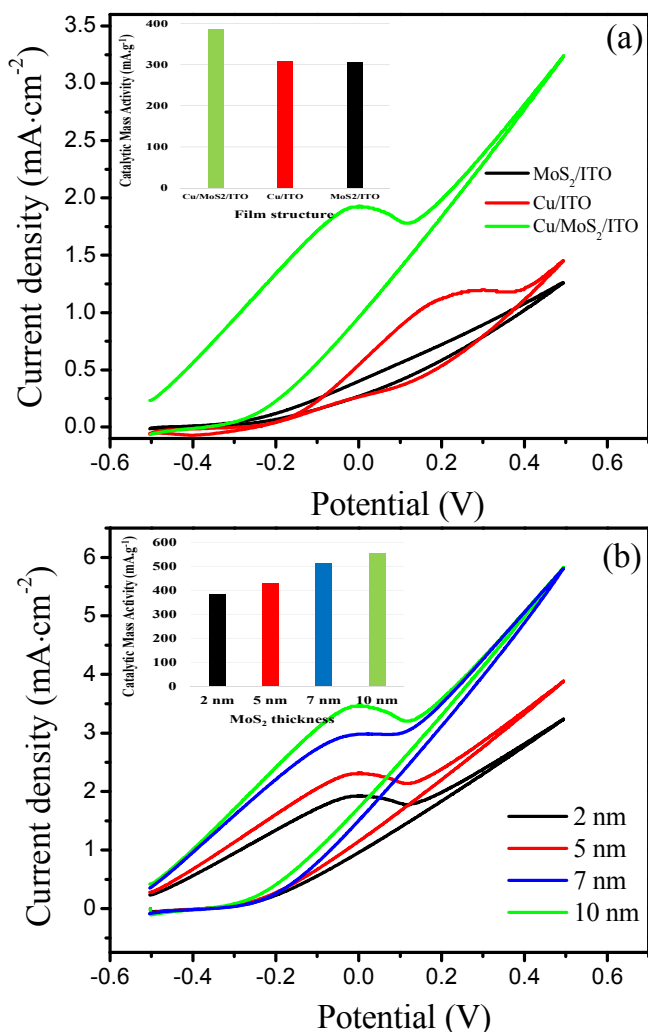 (a)
Catalytic Mass Activity (mA.g⁻¹)
400
300
200
100
0
Cu/MoS2/ITO Cu/ITO MoS2/ITO
Film structure
MoS₂/ITO
Cu/ITO
Cu/MoS₂/ITO
Current density (mA·cm⁻²)
3.5
3.0
2.5
2.0
1.5
1.0
0.5
0.0
-0.6 -0.4 -0.2 0.0 0.2 0.4 0.6
Potential (V)
(b)
Catalytic Mass Activity (mA.g⁻¹)
600
500
400
300
200
100
0
2 nm 5 nm 7 nm 10 nm
MoS₂ thickness
2 nm
5 nm
7 nm
10 nm
Current density (mA·cm⁻²)
6
5
4
3
2
1
0
-0.6 -0.4 -0.2 0.0 0.2 0.4 0.6
Potential (V)